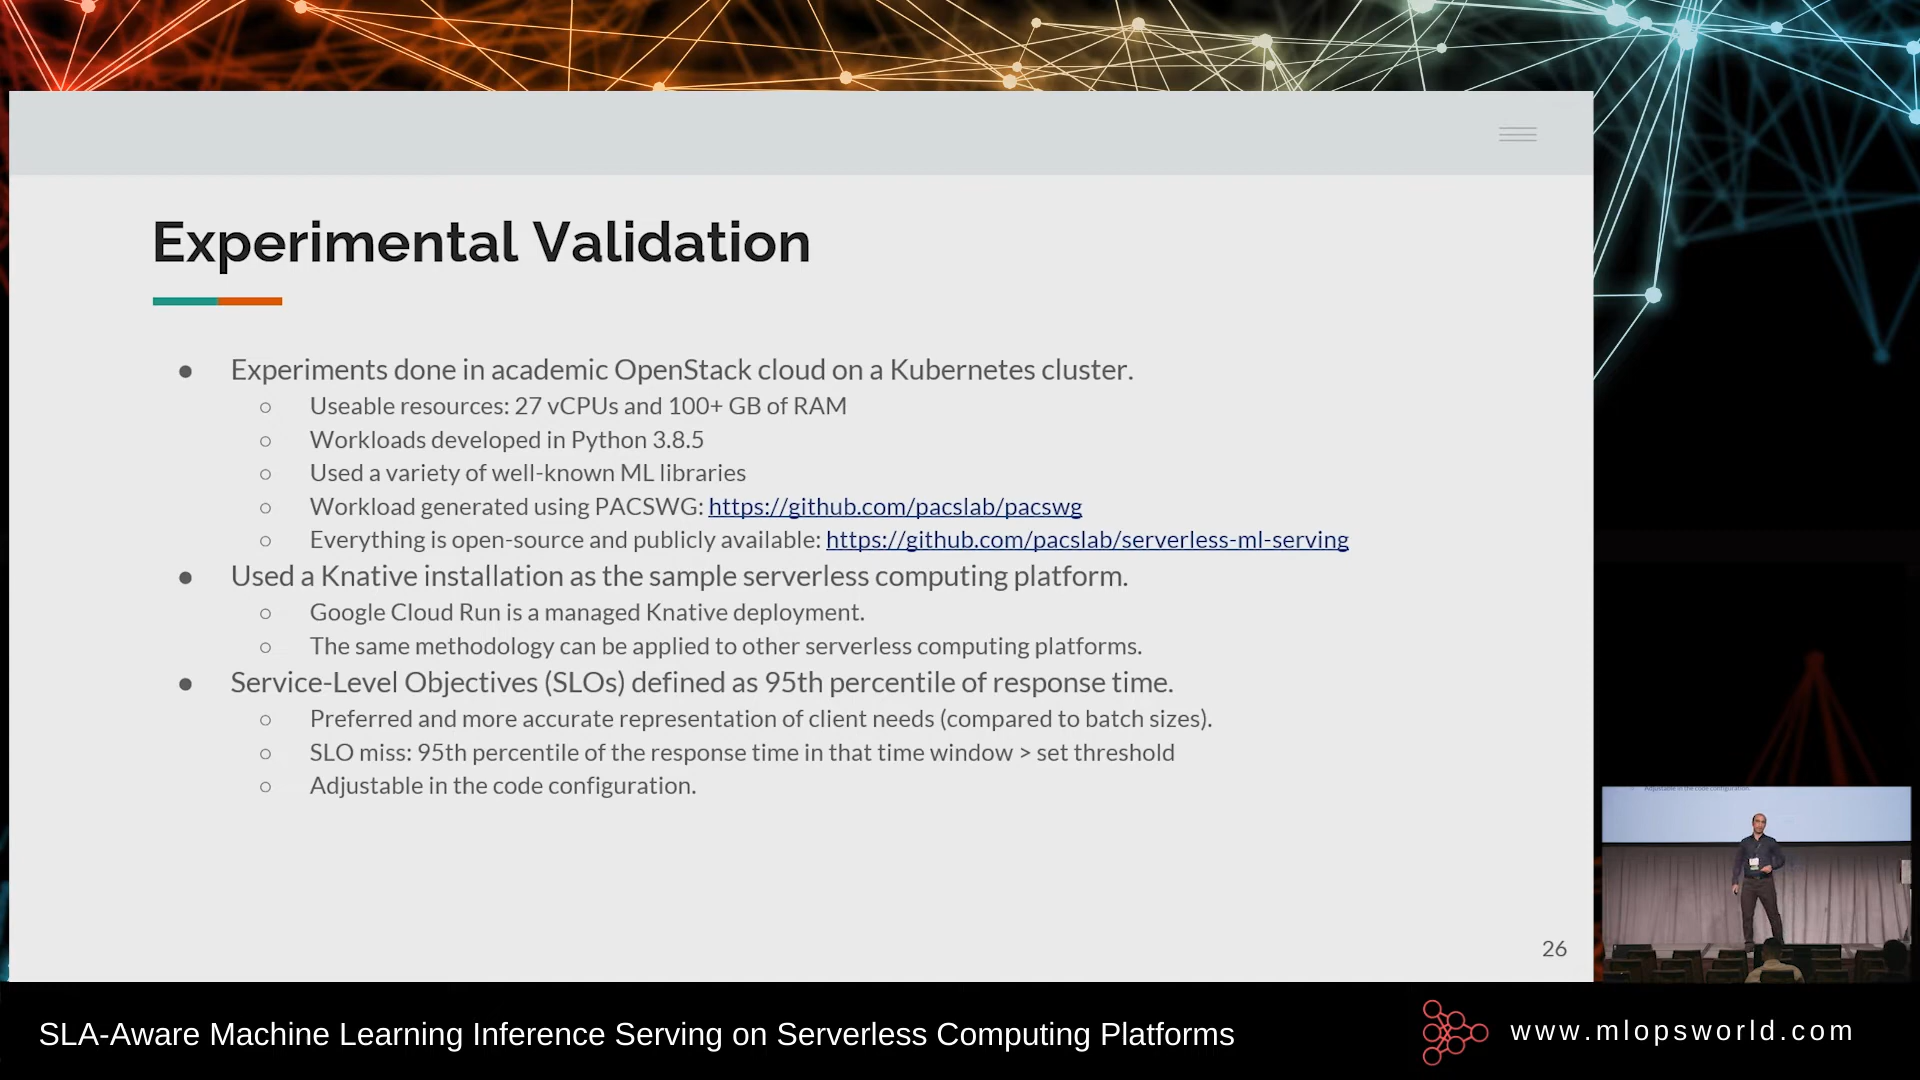 Experimental Validation
● Experiments done in academic OpenStack cloud on a Kubernetes cluster.
○ Useable resources: 27 vCPUs and 100+ GB of RAM
○ Workloads developed in Python 3.8.5
○ Used a variety of well-known ML libraries
○ Workload generated using PACSWG: https://github.com/pacslab/pacswg
○ Everything is open-source and publicly available: https://github.com/pacslab/serverless-ml-serving
● Used a Knative installation as the sample serverless computing platform.
○ Google Cloud Run is a managed Knative deployment.
○ The same methodology can be applied to other serverless computing platforms.
● Service-Level Objectives (SLOs) defined as 95th percentile of response time.
○ Preferred and more accurate representation of client needs (compared to batch sizes).
○ SLO miss: 95th percentile of the response time in that time window > set threshold
○ Adjustable in the code configuration.
Adjustable in the code configuration.
26
SLA-Aware Machine Learning Inference Serving on Serverless Computing Platforms
www.mlopsworld.com